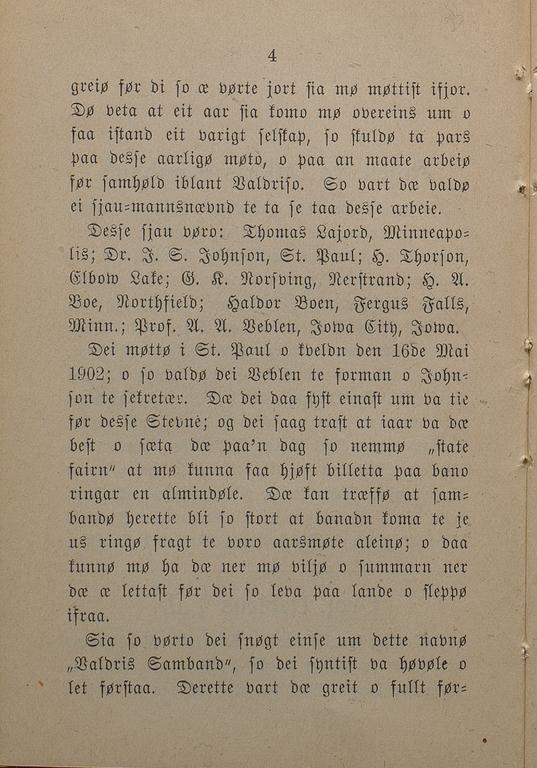 4
greiø før di so æ vørte jort sia mø møttist ifjor.
Dø veta at eit aar sia komo mø overeins um o
faa istand eit varigt selskap, so skuldø ta pars
paa desse aarligø møto, o paa an maate arbeiø
før samhøld iblant Valdriso. So vart dæ valdø
ei sjau-mannsnævnd te ta se taa desse arbeie.
Desse sjau vøro: Thomas Lajord, Minneapo-
lis; Dr. J. S. Johnson, St. Paul; H. Thorson,
Elbow Lake; G. K. Norsving, Nerstrand; H. A.
Boe, Northfield; Haldor Boen, Fergus Falls,
Minn.; Prof. A. A. Veblen, Iowa City, Iowa.
Dei møttø i St. Paul o kveldn den 16de Mai
1902; o so valdø dei Veblen te forman o John-
son te sekretær. Dæ dei daa fyst einast um va tie
før desse Stevne; og dei saag trast at iaar va dæ
best o sæta dæ paa'n dag so nemmø „state
fairn" at mø kunna faa hjøft billetta paa bano
ringar en almindøle. Dæ kan træffø at sam-
bandø herette bli so stort at banadn koma te je
us ringø fragt te voro aarsmøte aleinø; o daa
kunnø mø ha dæ ner mø viljø o summarn ner
dæ æ lettast før dei so leva paa lande o sleppø
ifraa.
Sia so vørto dei snøgt einse um dette navnø
„Valdris Samband", so dei syntist va høvøle o
let førstaa. Derette vart dæ greit o fullt før-